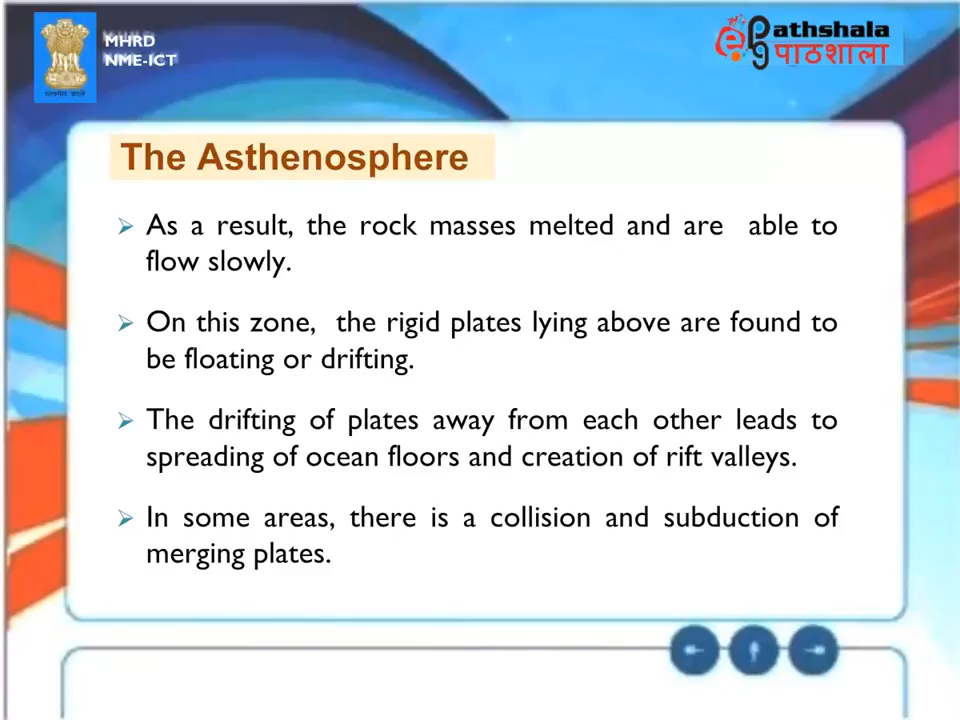 MHRD
NME-ICT
e Pathshala
पाठशाला
The Asthenosphere
As a result, the rock masses melted and are able to
flow slowly.
On this zone, the rigid plates lying above are found to
be floating or drifting.
The drifting of plates away from each other leads to
spreading of ocean floors and creation of rift valleys.
In some areas, there is a collision and subduction of
merging plates.